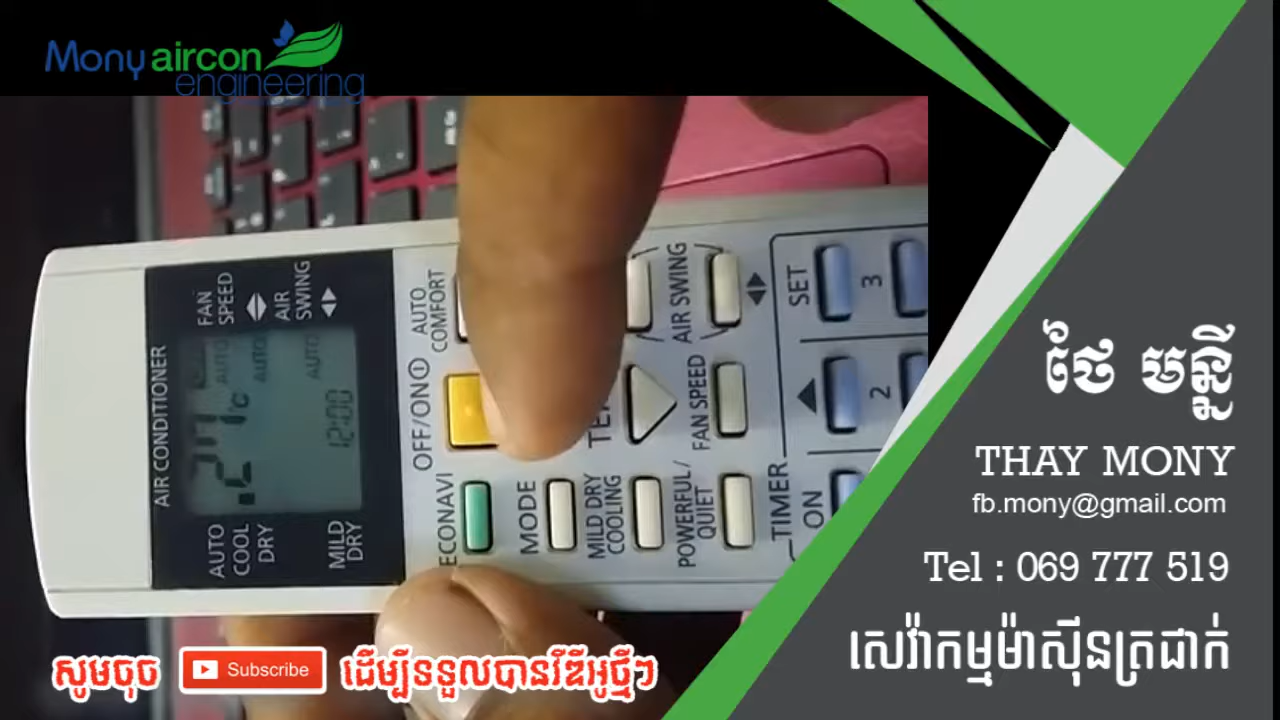 Mony aircon
engineering
AIR CONDITIONER
FAN
SPEED
AIR
SWING
AUTO
AUTO
AUTO
27°C
12:00
AUTO
COOL
DRY
MILD
DRY
OFF/ON
AUTO
COMFORT
ECONAVI
MODE
MILD DRY
COOLING
POWERFUL/
QUIET
FAN SPEED
AIR SWING
TIMER
ON
SET
2
3
ថៃ មន្នី
THAY MONY
fb.mony@gmail.com
Tel : 069 777 519
សេវ៉ាកម្មម៉ាស៊ីនត្រជាក់
សូមចុច Subscribe ដើម្បីទទួលបានវីឌីអូថ្មីៗ